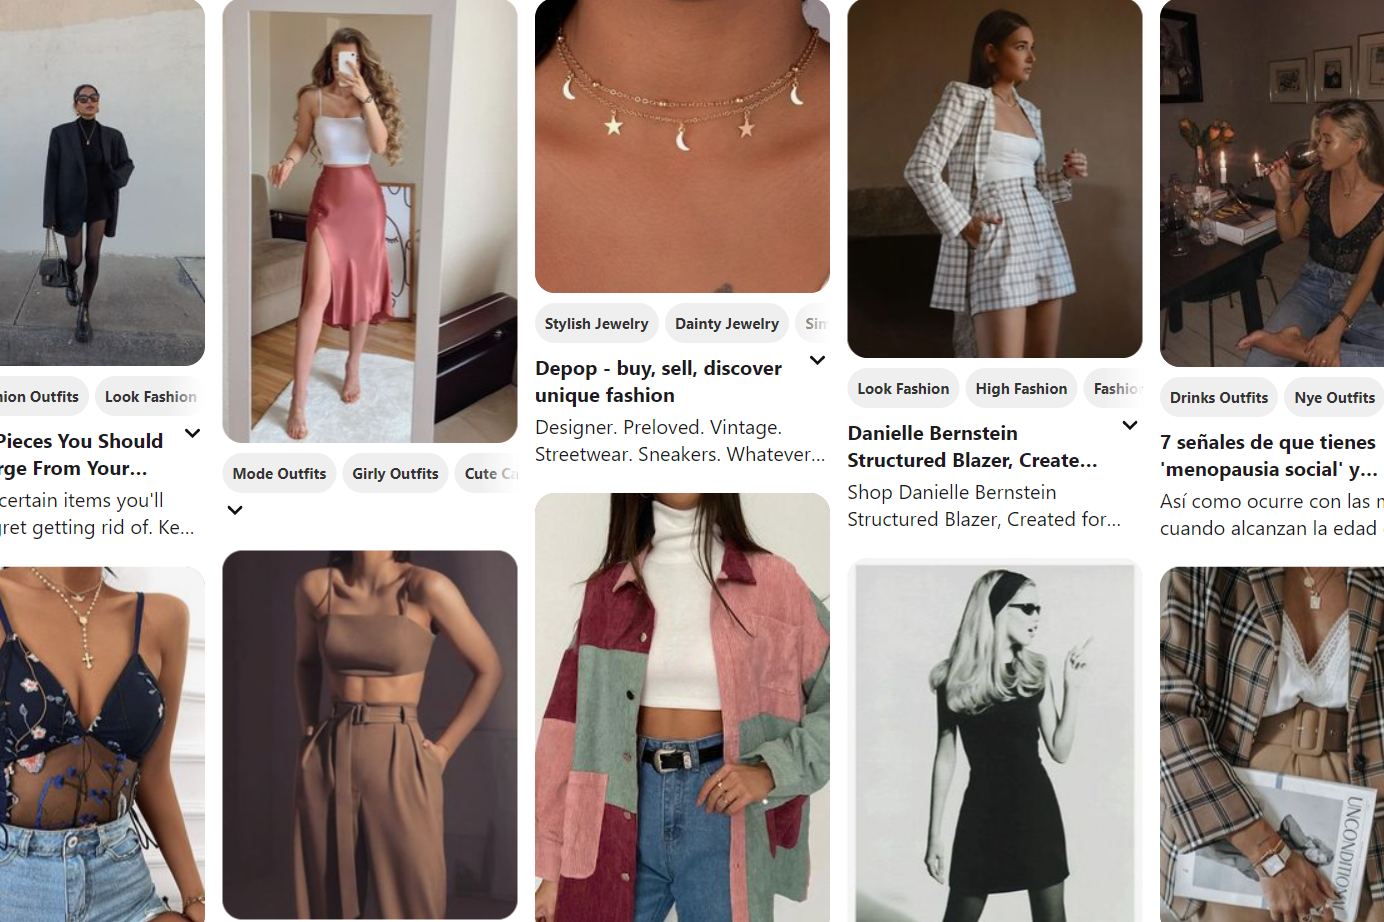 ion Outfits
Look Fashion
Pieces You Should
rge From Your...
certain items you'll
gret getting rid of. Ke...
Mode Outfits
Girly Outfits
Cute Ca
Stylish Jewelry
Dainty Jewelry
Sim
Depop - buy, sell, discover
unique fashion
Designer. Preloved. Vintage.
Streetwear. Sneakers. Whatever...
Look Fashion
High Fashion
Fashio
Danielle Bernstein
Structured Blazer, Create...
Shop Danielle Bernstein
Structured Blazer, Created for...
Drinks Outfits
Nye Outfits
7 señales de que tienes
'menopausia social' y...
Así como ocurre con las m
cuando alcanzan la edad
UNCONDITION